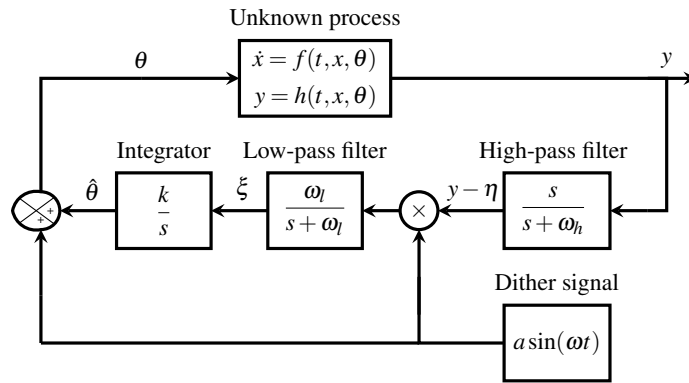 Unknown process
θ
ẋ = f(t, x, θ)
y = h(t, x, θ)
y
Integrator
Low-pass filter
High-pass filter
θ̂
k
s
ξ
ω_l
s + ω_l
×
y − η
s
s + ω_h
+
+
Dither signal
a sin(ωt)